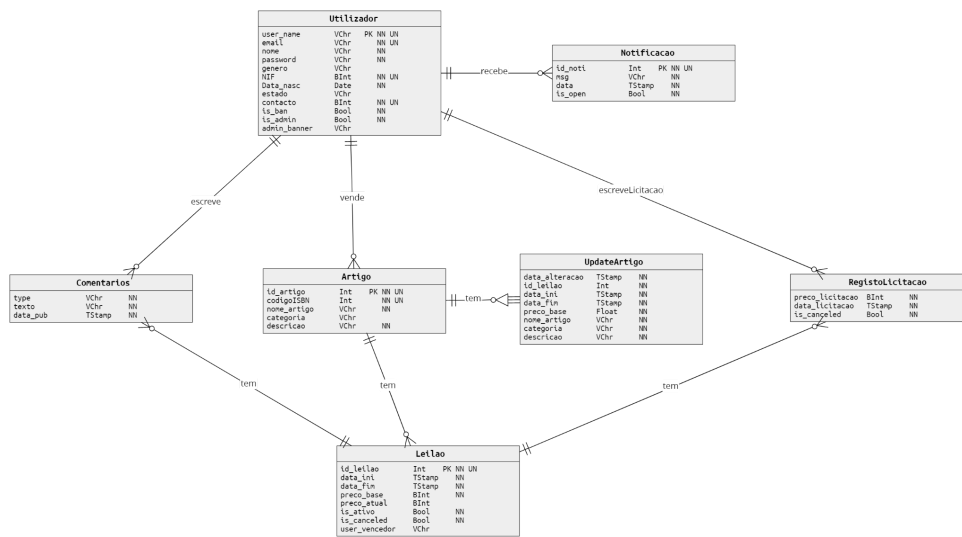 Utilizador
user_name VChr PK NN UN
email VChr NN UN
nome VChr NN
password VChr NN
genero VChr
NIF BInt NN UN
Data_nasc Date NN
estado VChr
contacto BInt NN UN
is_ban Bool NN
is_admin Bool NN
admin_banner VChr
Notificacao
id_noti Int PK NN UN
msg VChr NN
data TStamp NN
is_open Bool NN
recebe
escreve
vende
escreveLicitacao
Comentarios
type VChr NN
texto VChr NN
data_pub TStamp NN
Artigo
id_artigo Int PK NN UN
codigoISBN Int NN UN
nome_artigo VChr NN
categoria VChr
descricao VChr NN
tem
UpdateArtigo
data_alteracao TStamp NN
id_leilao Int NN
data_ini TStamp NN
data_fim TStamp NN
preco_base Float NN
nome_artigo VChr NN
categoria VChr NN
descricao VChr NN
RegistoLicitacao
preco_licitacao BInt NN
data_licitacao TStamp NN
is_canceled Bool NN
tem
tem
tem
Leilao
id_leilao Int PK NN UN
data_ini TStamp NN
data_fim TStamp NN
preco_base BInt NN
preco_atual BInt
is_ativo Bool NN
is_canceled Bool NN
user_vencedor VChr